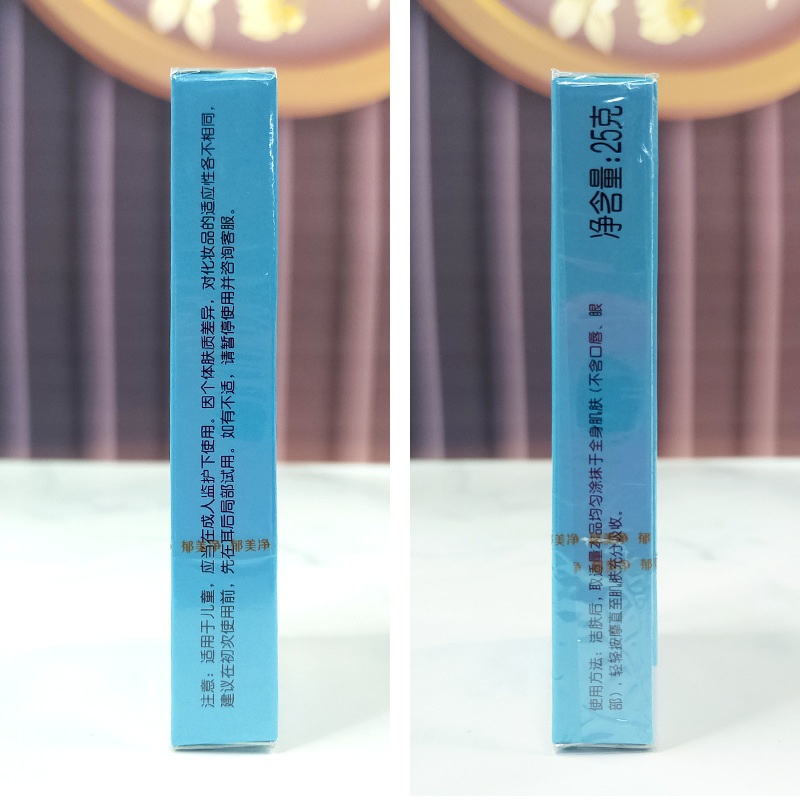 注意：适用于儿童，应当在成人监护下使用。因个体肤质差异，对化妆品的适应性各不相同，
建议在初次使用前，先在耳后局部试用。如有不适，请暂停使用并咨询客服。
净含量:25克
使用方法：洁肤后，取适量本品均匀涂抹于全身肌肤（不含口唇、眼
部），轻轻按摩直至肌肤充分吸收。